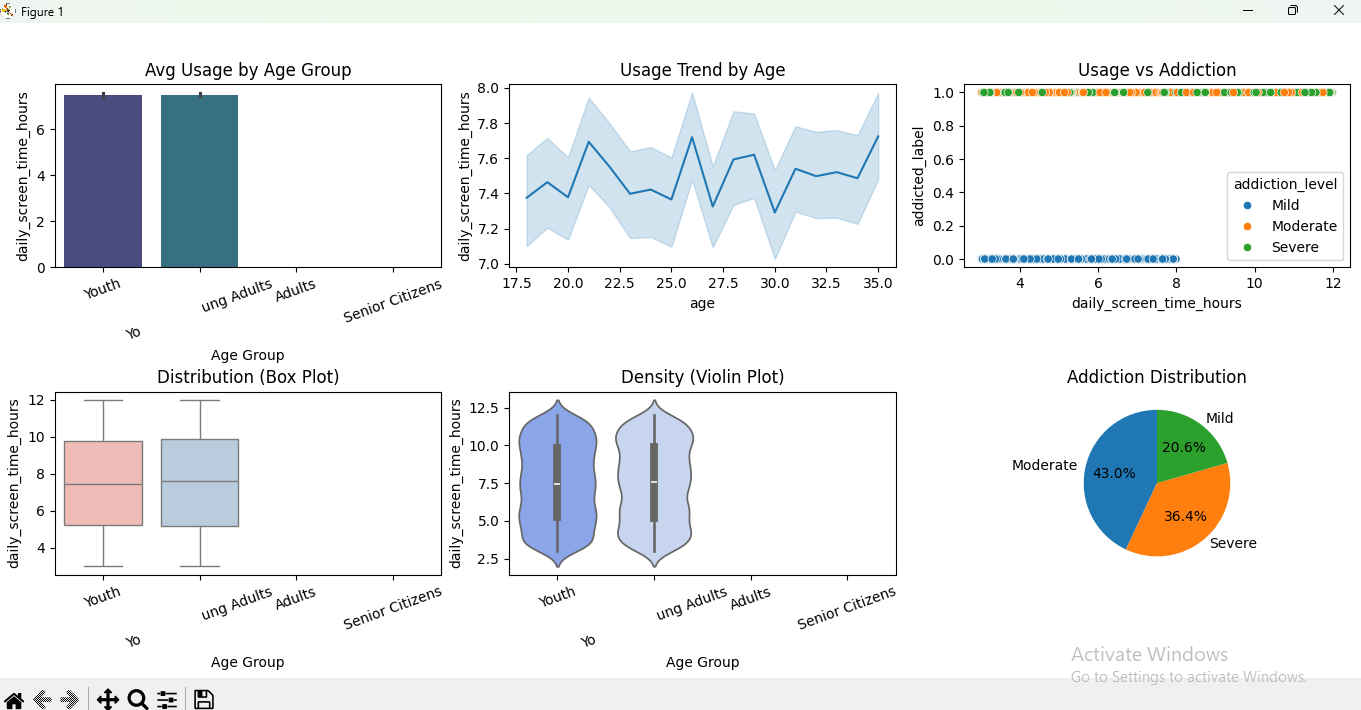 Figure 1
Avg Usage by Age Group
daily_screen_time_hours
6
4
2
0
Youth
Yo
ung Adults
Adults
Senior Citizens
Age Group
Usage Trend by Age
daily_screen_time_hours
8.0
7.8
7.6
7.4
7.2
7.0
17.5 20.0 22.5 25.0 27.5 30.0 32.5 35.0
age
Usage vs Addiction
addicted_label
1.0
0.8
0.6
0.4
0.2
0.0
addiction_level
Mild
Moderate
Severe
4 6 8 10 12
daily_screen_time_hours
Distribution (Box Plot)
daily_screen_time_hours
12
10
8
6
4
Youth
Yo
ung Adults
Adults
Senior Citizens
Age Group
Density (Violin Plot)
daily_screen_time_hours
12.5
10.0
7.5
5.0
2.5
Youth
Yo
ung Adults
Adults
Senior Citizens
Age Group
Addiction Distribution
Mild
20.6%
Moderate
43.0%
36.4%
Severe
Activate Windows
Go to Settings to activate Windows.